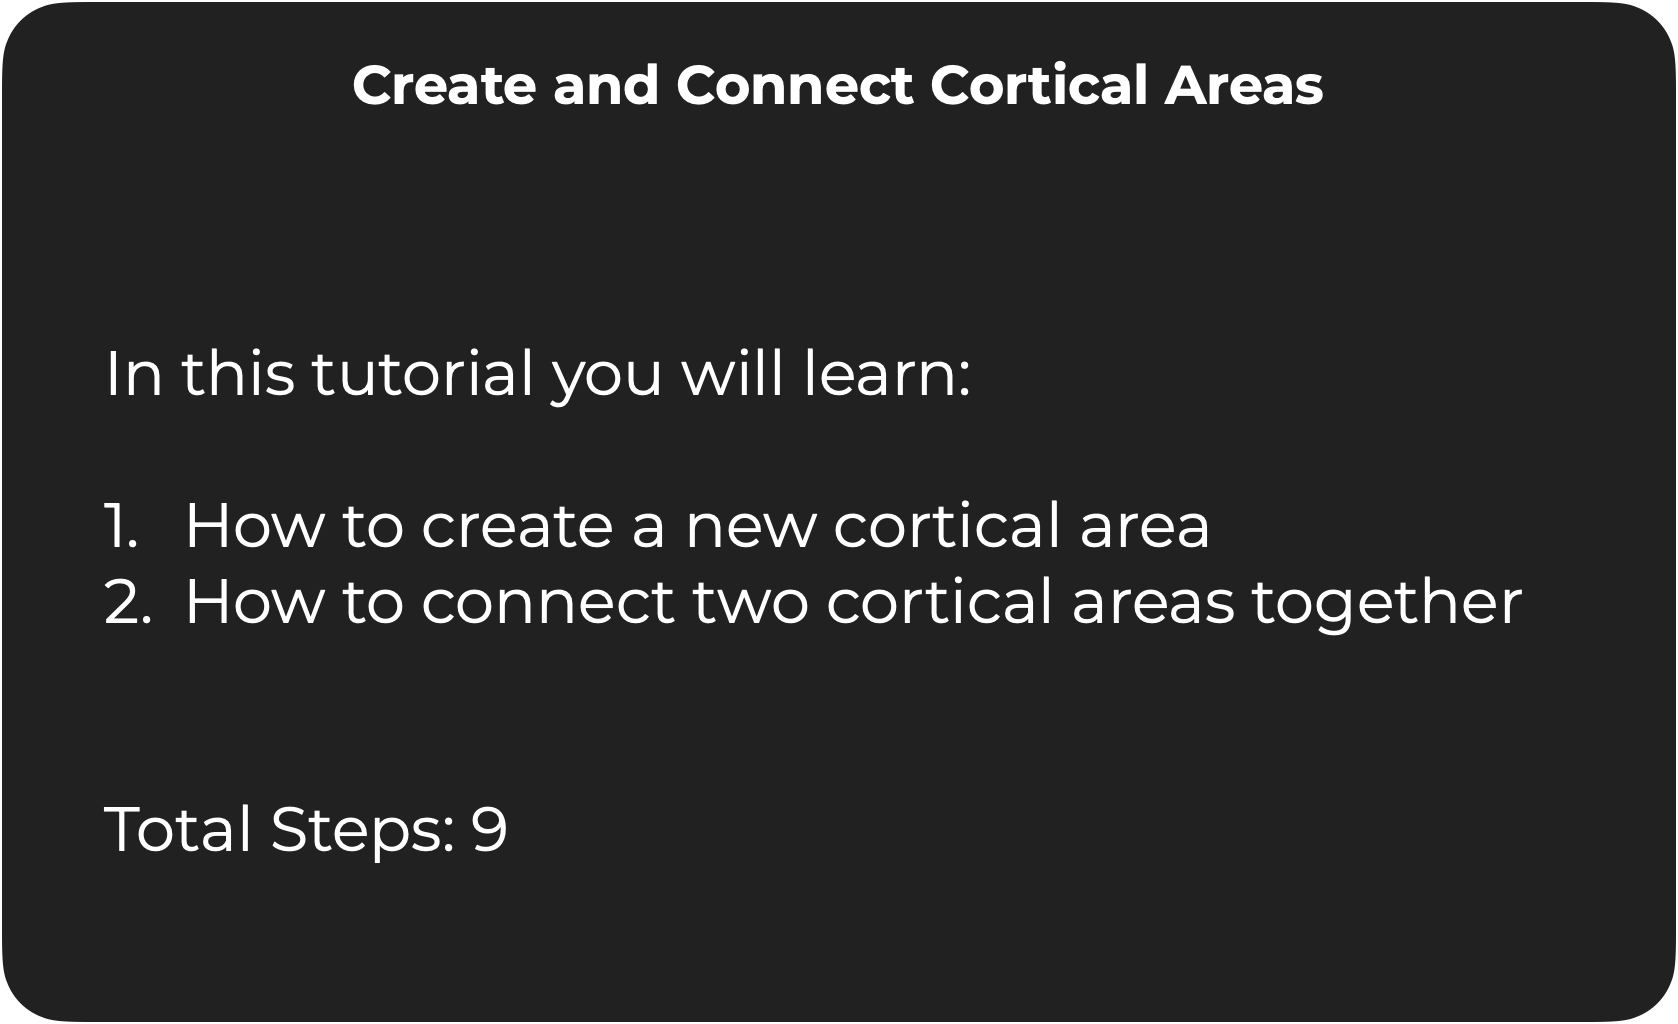 Create and Connect Cortical Areas
In this tutorial you will learn:
1. How to create a new cortical area
2. How to connect two cortical areas together
Total Steps: 9